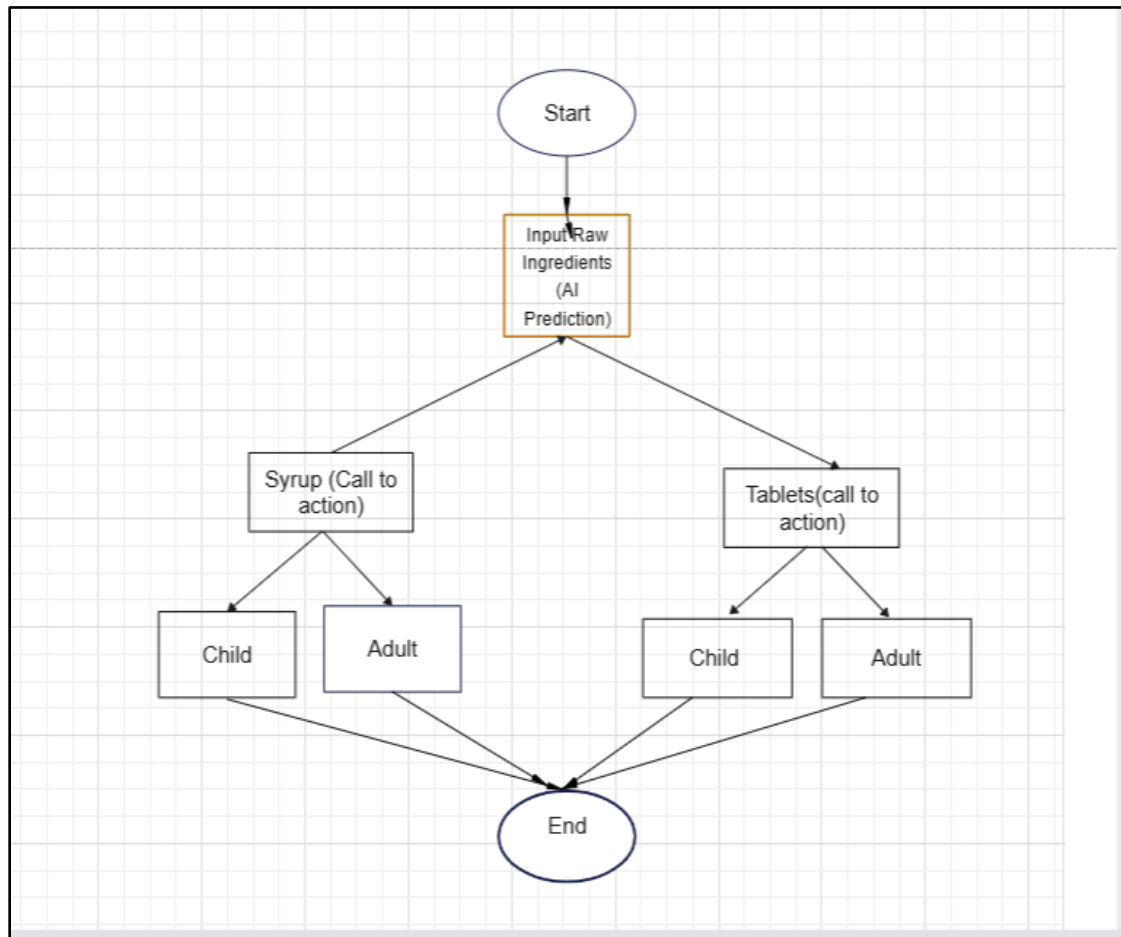 Start
Input Raw
Ingredients
(AI
Prediction)
Syrup (Call to
action)
Tablets(call to
action)
Child
Adult
Child
Adult
End